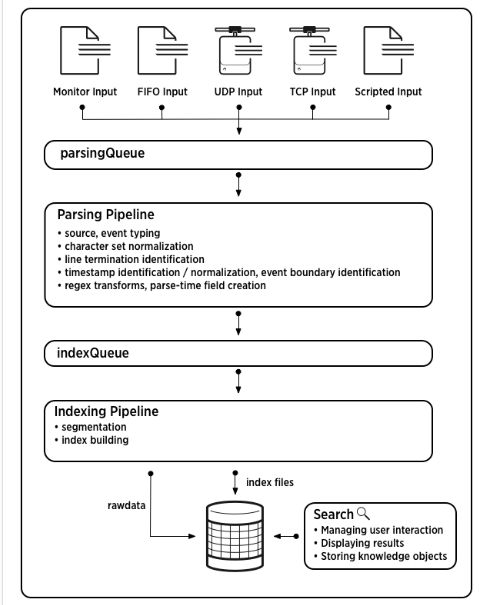 Monitor Input FIFO Input UDP Input TCP Input Scripted Input
parsingQueue
Parsing Pipeline
• source, event typing
• character set normalization
• line termination identification
• timestamp identification / normalization, event boundary identification
• regex transforms, parse-time field creation
indexQueue
Indexing Pipeline
• segmentation
• index building
rawdata
index files
Search
• Managing user interaction
• Displaying results
• Storing knowledge objects